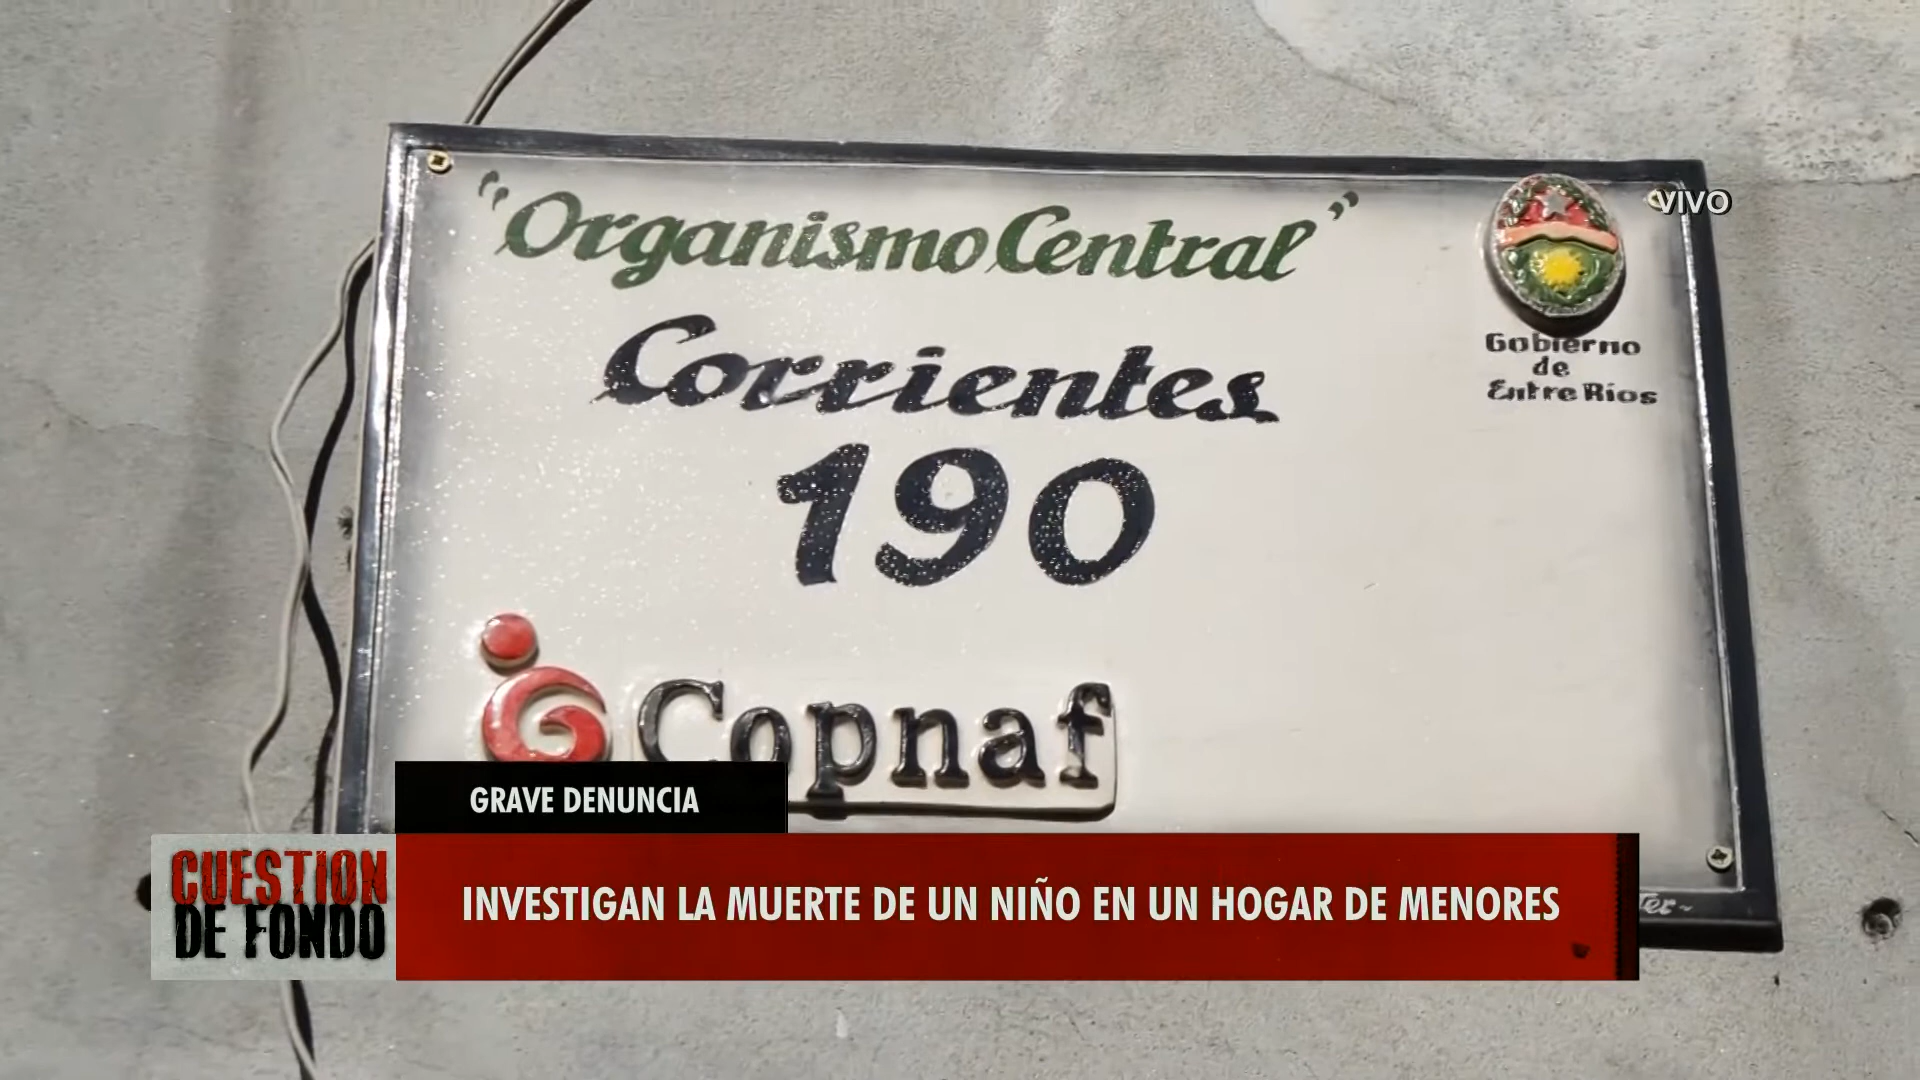 "Organismo Central"
VIVO
Corrientes
190
Gobierno
de
Entre Ríos
Copnaf
GRAVE DENUNCIA
CUESTION
DE FONDO
INVESTIGAN LA MUERTE DE UN NIÑO EN UN HOGAR DE MENORES